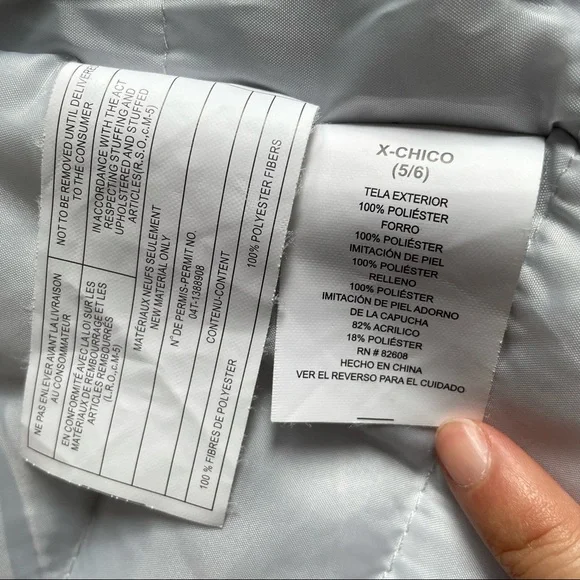 NOT TO BE REMOVED UNTIL DELIVERED
TO THE CONSUMER
IN ACCORDANCE WITH THE ACT
RESPECTING STUFFING AND
UPHOLSTERED AND STUFFED
ARTICLES(R.S.O.,c.M-5)
NE PAS ENLEVER AVANT LA LIVRAISON
AU CONSOMMATEUR
EN CONFORMITÉ AVEC LA LOI SUR LES
MATÉRIAUX DE REMBOURRAGE ET LES
ARTICLES REMBOURRÉS
(L.R.O.,c.M-5)
MATÉRIAUX NEUFS SEULEMENT
NEW MATERIAL ONLY
N° DE PERMIS-PERMIT NO.
04T-1388908
CONTENU-CONTENT
100% POLYESTER FIBERS
100 % FIBRES DE POLYESTER
X-CHICO
(5/6)
TELA EXTERIOR
100% POLIÉSTER
FORRO
100% POLIÉSTER
IMITACIÓN DE PIEL
100% POLIÉSTER
RELLENO
100% POLIÉSTER
IMITACIÓN DE PIEL ADORNO
DE LA CAPUCHA
82% ACRILICO
18% POLIÉSTER
RN # 82608
HECHO EN CHINA
VER EL REVERSO PARA EL CUIDADO